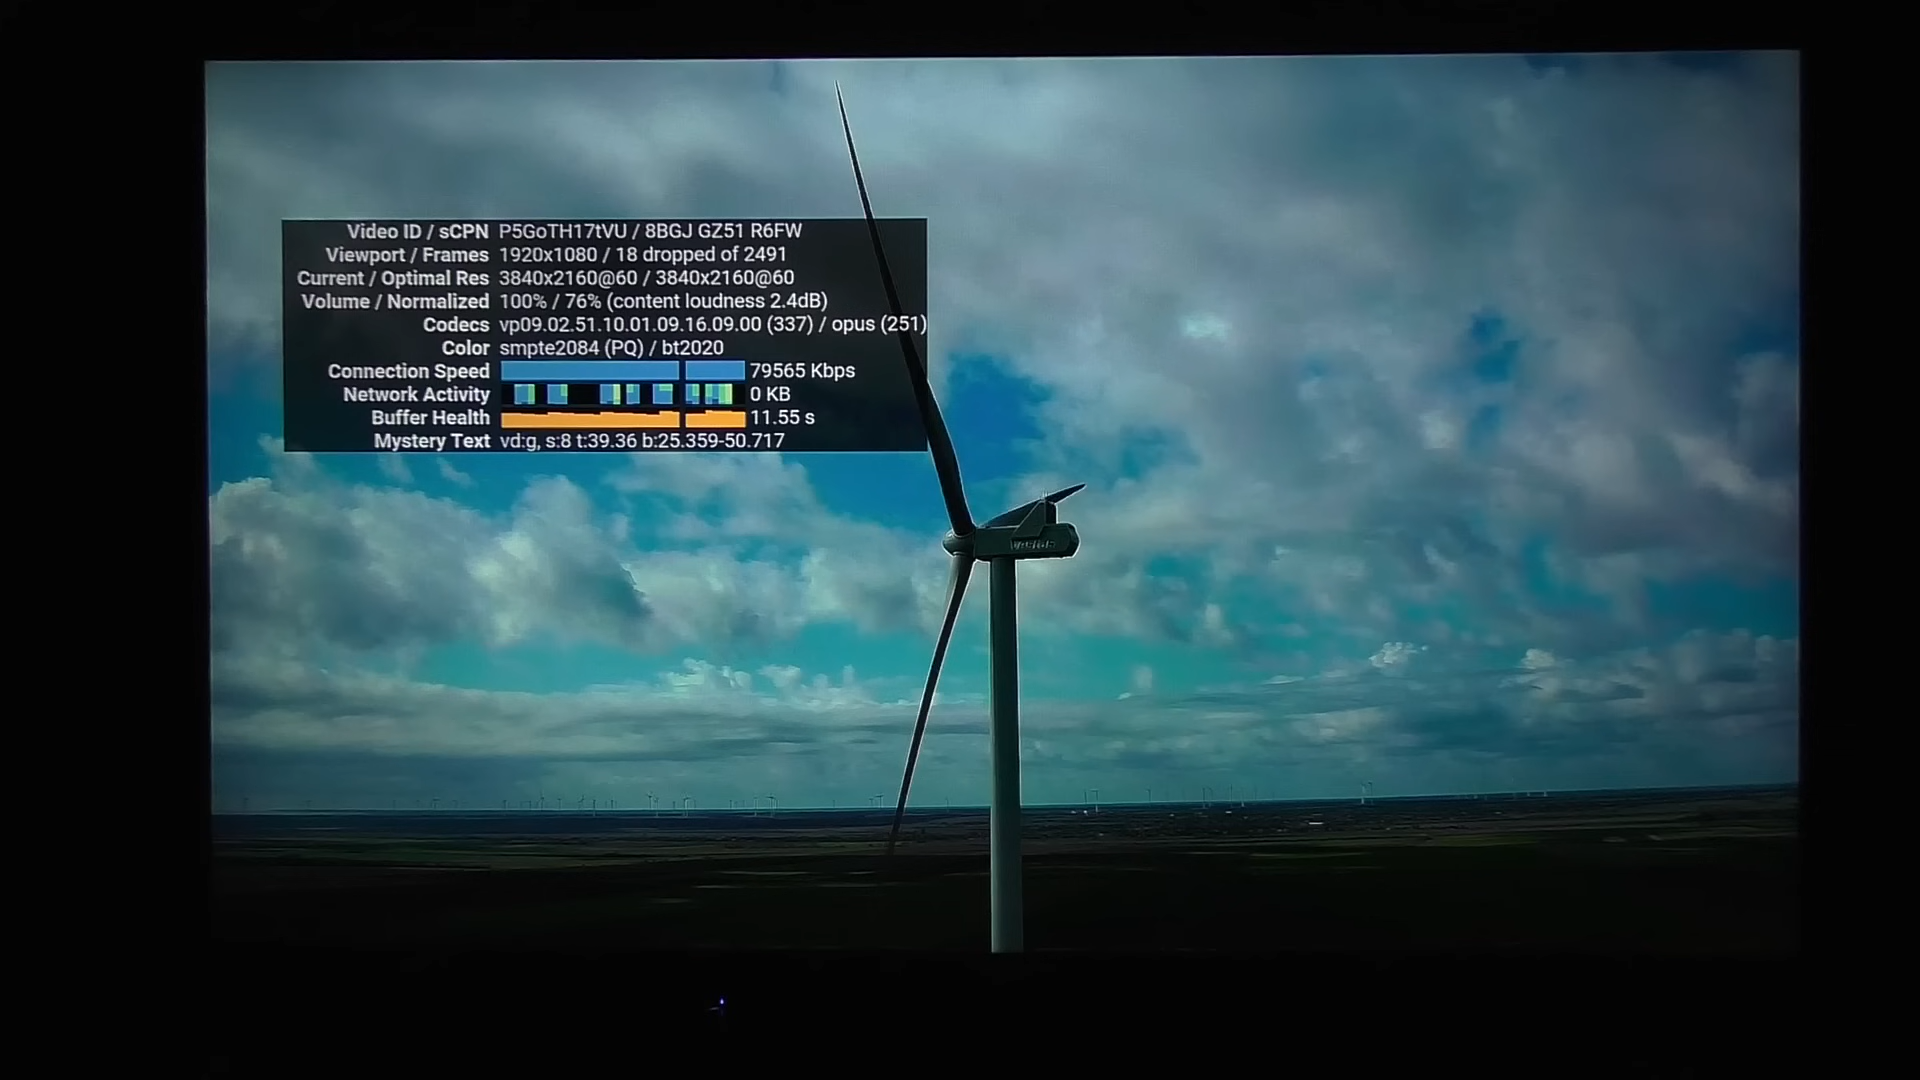 Video ID / sCPN P5GoTH17tVU / 8BGJ GZ51 R6FW
Viewport / Frames 1920x1080 / 18 dropped of 2491
Current / Optimal Res 3840x2160@60 / 3840x2160@60
Volume / Normalized 100% / 76% (content loudness 2.4dB)
Codecs vp09.02.51.10.01.09.16.09.00 (337) / opus (251)
Color smpte2084 (PQ) / bt2020
Connection Speed 79565 Kbps
Network Activity 0 KB
Buffer Health 11.55 s
Mystery Text vd:g, s:8 t:39.36 b:25.359-50.717
Vestas